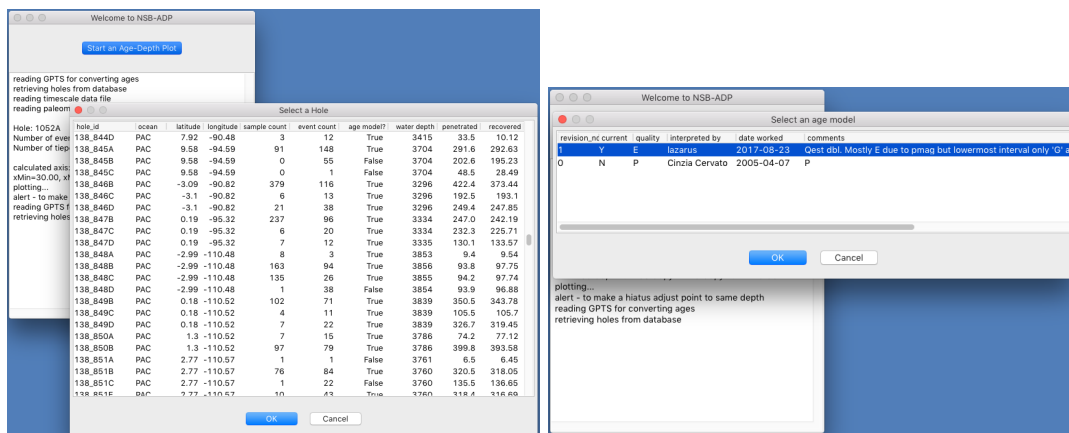 Welcome to NSB-ADP
Start an Age-Depth Plot
reading GPTS for converting ages
retrieving holes from database
reading timescale data file
reading paleom
Hole: 1052A
Number of eve
Number of tiep
calculated axis
xMin=30.00, x
plotting...
alert - to make
reading GPTS f
retrieving holes
Select a Hole
hole_id ocean latitude longitude sample count event count age model? water depth penetrated recovered
138_844D PAC 7.92 -90.48 3 12 True 3415 33.5 10.12
138_845A PAC 9.58 -94.59 91 148 True 3704 291.6 292.63
138_845B PAC 9.58 -94.59 0 55 False 3704 202.6 195.23
138_845C PAC 9.58 -94.59 0 1 False 3704 48.5 28.49
138_846B PAC -3.09 -90.82 379 116 True 3296 422.4 373.44
138_846C PAC -3.1 -90.82 6 13 True 3296 192.5 193.1
138_846D PAC -3.1 -90.82 21 38 True 3296 249.4 247.85
138_847B PAC 0.19 -95.32 237 96 True 3334 247.0 242.19
138_847C PAC 0.19 -95.32 6 20 True 3334 232.3 225.71
138_847D PAC 0.19 -95.32 7 12 True 3335 130.1 133.57
138_848A PAC -2.99 -110.48 8 3 True 3853 9.4 9.54
138_848B PAC -2.99 -110.48 163 94 True 3856 93.8 97.75
138_848C PAC -2.99 -110.48 135 26 True 3855 94.2 97.74
138_848D PAC -2.99 -110.48 1 38 False 3854 93.9 96.88
138_849B PAC 0.18 -110.52 102 71 True 3839 350.5 343.78
138_849C PAC 0.18 -110.52 4 11 True 3839 105.5 105.7
138_849D PAC 0.18 -110.52 7 22 True 3839 326.7 319.45
138_850A PAC 1.3 -110.52 7 15 True 3786 74.2 77.12
138_850B PAC 1.3 -110.52 97 79 True 3786 399.8 393.58
138_851A PAC 2.77 -110.57 1 1 False 3761 6.5 6.45
138_851B PAC 2.77 -110.57 76 84 True 3760 320.5 318.05
138_851C PAC 2.77 -110.57 1 22 False 3760 135.5 136.65
138_851E PAC 2.77 -110.57 10 43 True 3760 318.4 316.69
OK Cancel
Welcome to NSB-ADP
Select an age model
revision_no current quality interpreted by date worked comments
1 Y E lazarus 2017-08-23 Qest dbl. Mostly E due to pmag but lowermost interval only 'G' a
0 N P Cinzia Cervato 2005-04-07 P
OK Cancel
plotting...
alert - to make a hiatus adjust point to same depth
reading GPTS for converting ages
retrieving holes from database